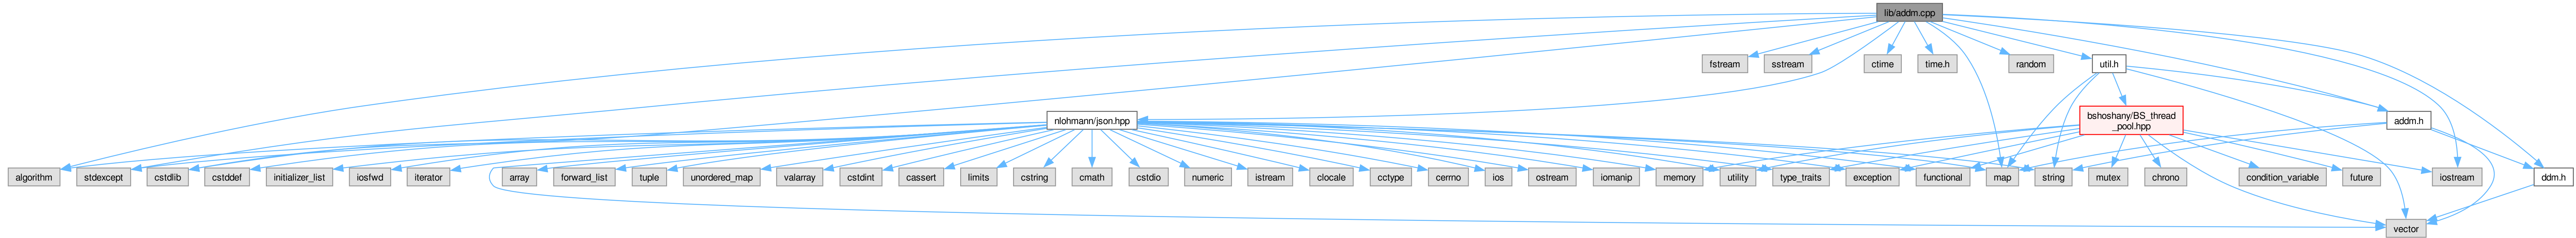 lib/addm.cpp
fstream
sstream
ctime
time.h
random
util.h
nlohmann/json.hpp
bshoshany/BS_thread
_pool.hpp
addm.h
algorithm
stdexcept
cstdlib
cstddef
initializer_list
iosfwd
iterator
array
forward_list
tuple
unordered_map
valarray
cstdint
cassert
limits
cstring
cmath
cstdio
numeric
istream
clocale
cctype
cerrno
ios
ostream
iomanip
memory
utility
type_traits
exception
functional
map
string
mutex
chrono
condition_variable
future
iostream
ddm.h
vector